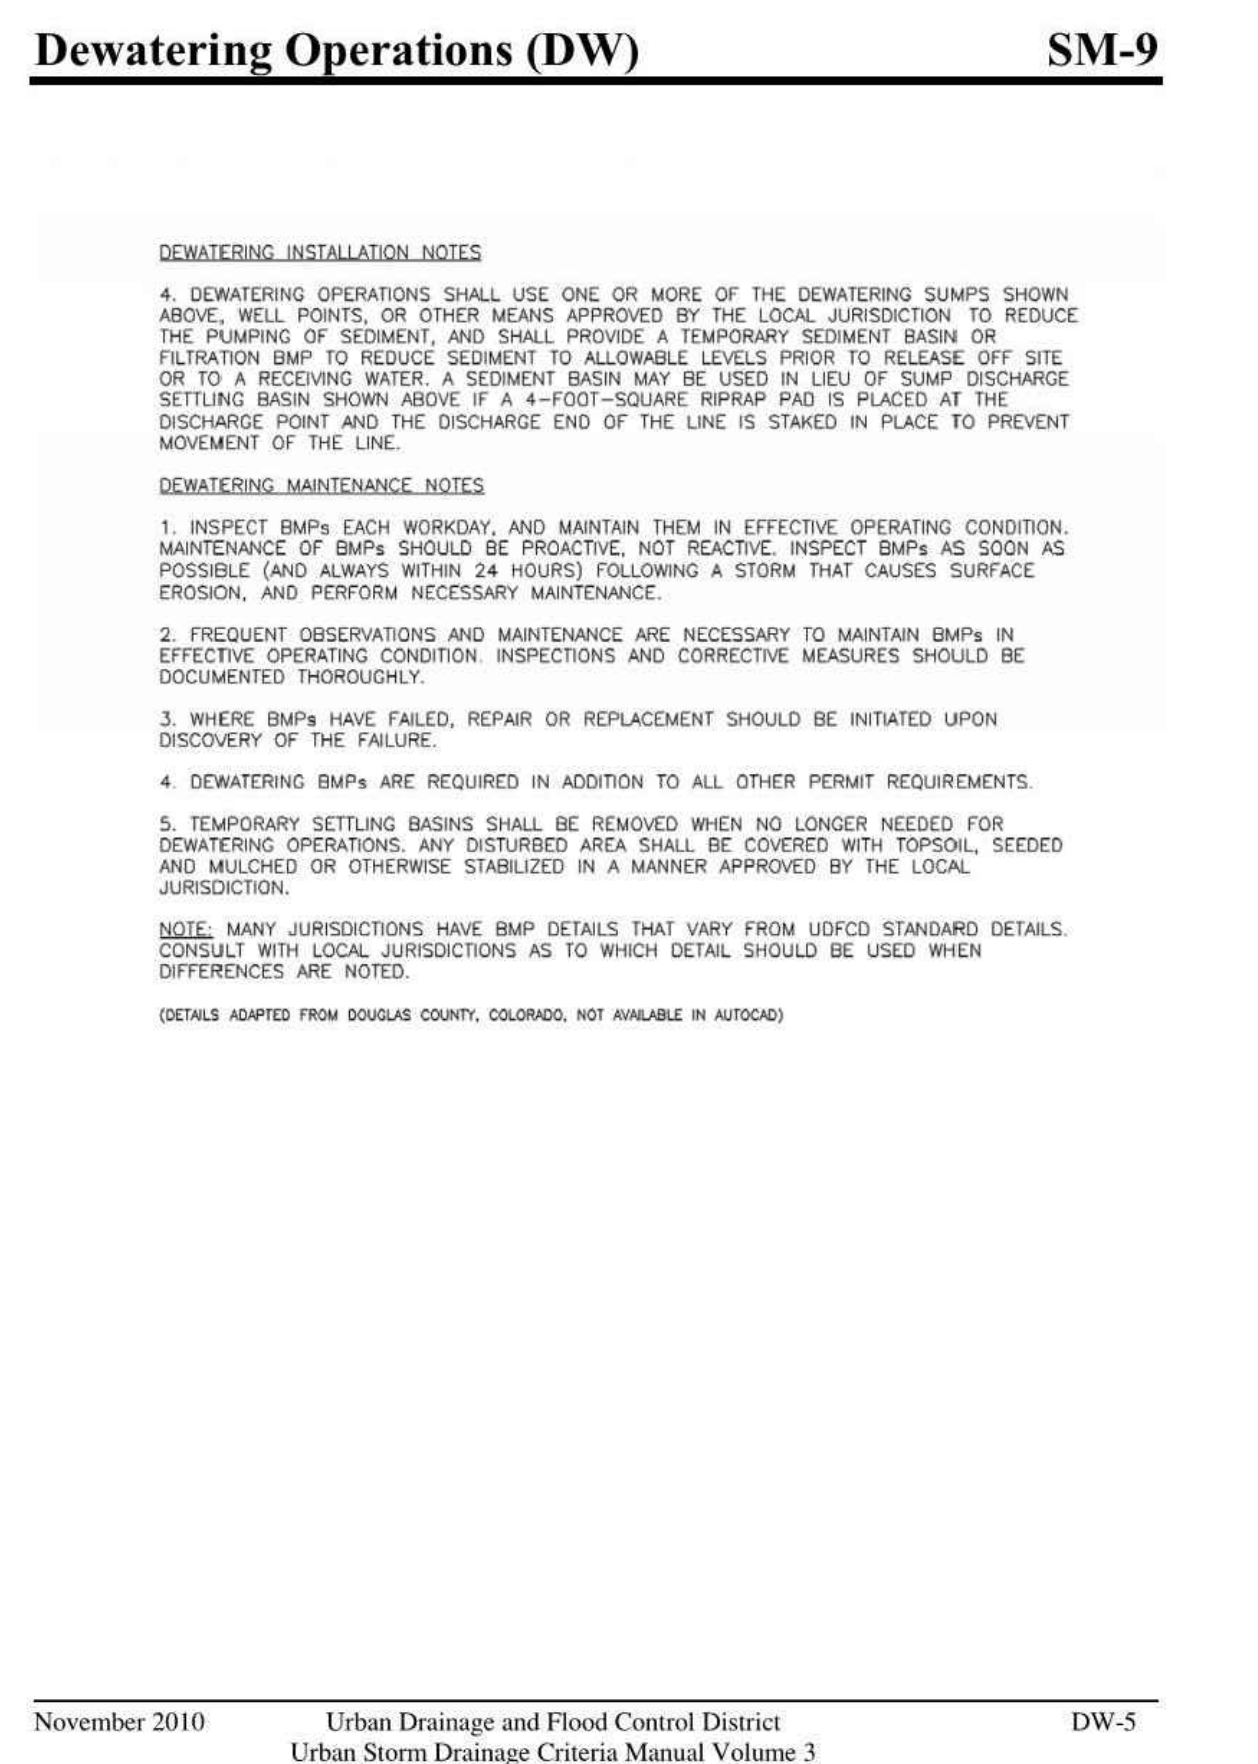 Dewatering Operations (DW) SM-9
DEWATERING INSTALLATION NOTES
4. DEWATERING OPERATIONS SHALL USE ONE OR MORE OF THE DEWATERING SUMPS SHOWN
ABOVE, WELL POINTS, OR OTHER MEANS APPROVED BY THE LOCAL JURISDICTION TO REDUCE
THE PUMPING OF SEDIMENT, AND SHALL PROVIDE A TEMPORARY SEDIMENT BASIN OR
FILTRATION BMP TO REDUCE SEDIMENT TO ALLOWABLE LEVELS PRIOR TO RELEASE OFF SITE
OR TO A RECEIVING WATER. A SEDIMENT BASIN MAY BE USED IN LIEU OF SUMP DISCHARGE
SETTLING BASIN SHOWN ABOVE IF A 4-FOOT-SQUARE RIPRAP PAD IS PLACED AT THE
DISCHARGE POINT AND THE DISCHARGE END OF THE LINE IS STAKED IN PLACE TO PREVENT
MOVEMENT OF THE LINE.
DEWATERING MAINTENANCE NOTES
1. INSPECT BMPs EACH WORKDAY, AND MAINTAIN THEM IN EFFECTIVE OPERATING CONDITION.
MAINTENANCE OF BMPs SHOULD BE PROACTIVE, NOT REACTIVE. INSPECT BMPs AS SOON AS
POSSIBLE (AND ALWAYS WITHIN 24 HOURS) FOLLOWING A STORM THAT CAUSES SURFACE
EROSION, AND PERFORM NECESSARY MAINTENANCE.
2. FREQUENT OBSERVATIONS AND MAINTENANCE ARE NECESSARY TO MAINTAIN BMPs IN
EFFECTIVE OPERATING CONDITION. INSPECTIONS AND CORRECTIVE MEASURES SHOULD BE
DOCUMENTED THOROUGHLY.
3. WHERE BMPs HAVE FAILED, REPAIR OR REPLACEMENT SHOULD BE INITIATED UPON
DISCOVERY OF THE FAILURE.
4. DEWATERING BMPs ARE REQUIRED IN ADDITION TO ALL OTHER PERMIT REQUIREMENTS.
5. TEMPORARY SETTLING BASINS SHALL BE REMOVED WHEN NO LONGER NEEDED FOR
DEWATERING OPERATIONS. ANY DISTURBED AREA SHALL BE COVERED WITH TOPSOIL, SEEDED
AND MULCHED OR OTHERWISE STABILIZED IN A MANNER APPROVED BY THE LOCAL
JURISDICTION.
NOTE: MANY JURISDICTIONS HAVE BMP DETAILS THAT VARY FROM UDFCD STANDARD DETAILS.
CONSULT WITH LOCAL JURISDICTIONS AS TO WHICH DETAIL SHOULD BE USED WHEN
DIFFERENCES ARE NOTED.
(DETAILS ADAPTED FROM DOUGLAS COUNTY, COLORADO, NOT AVAILABLE IN AUTOCAD)
November 2010 Urban Drainage and Flood Control District DW-5
Urban Storm Drainage Criteria Manual Volume 3